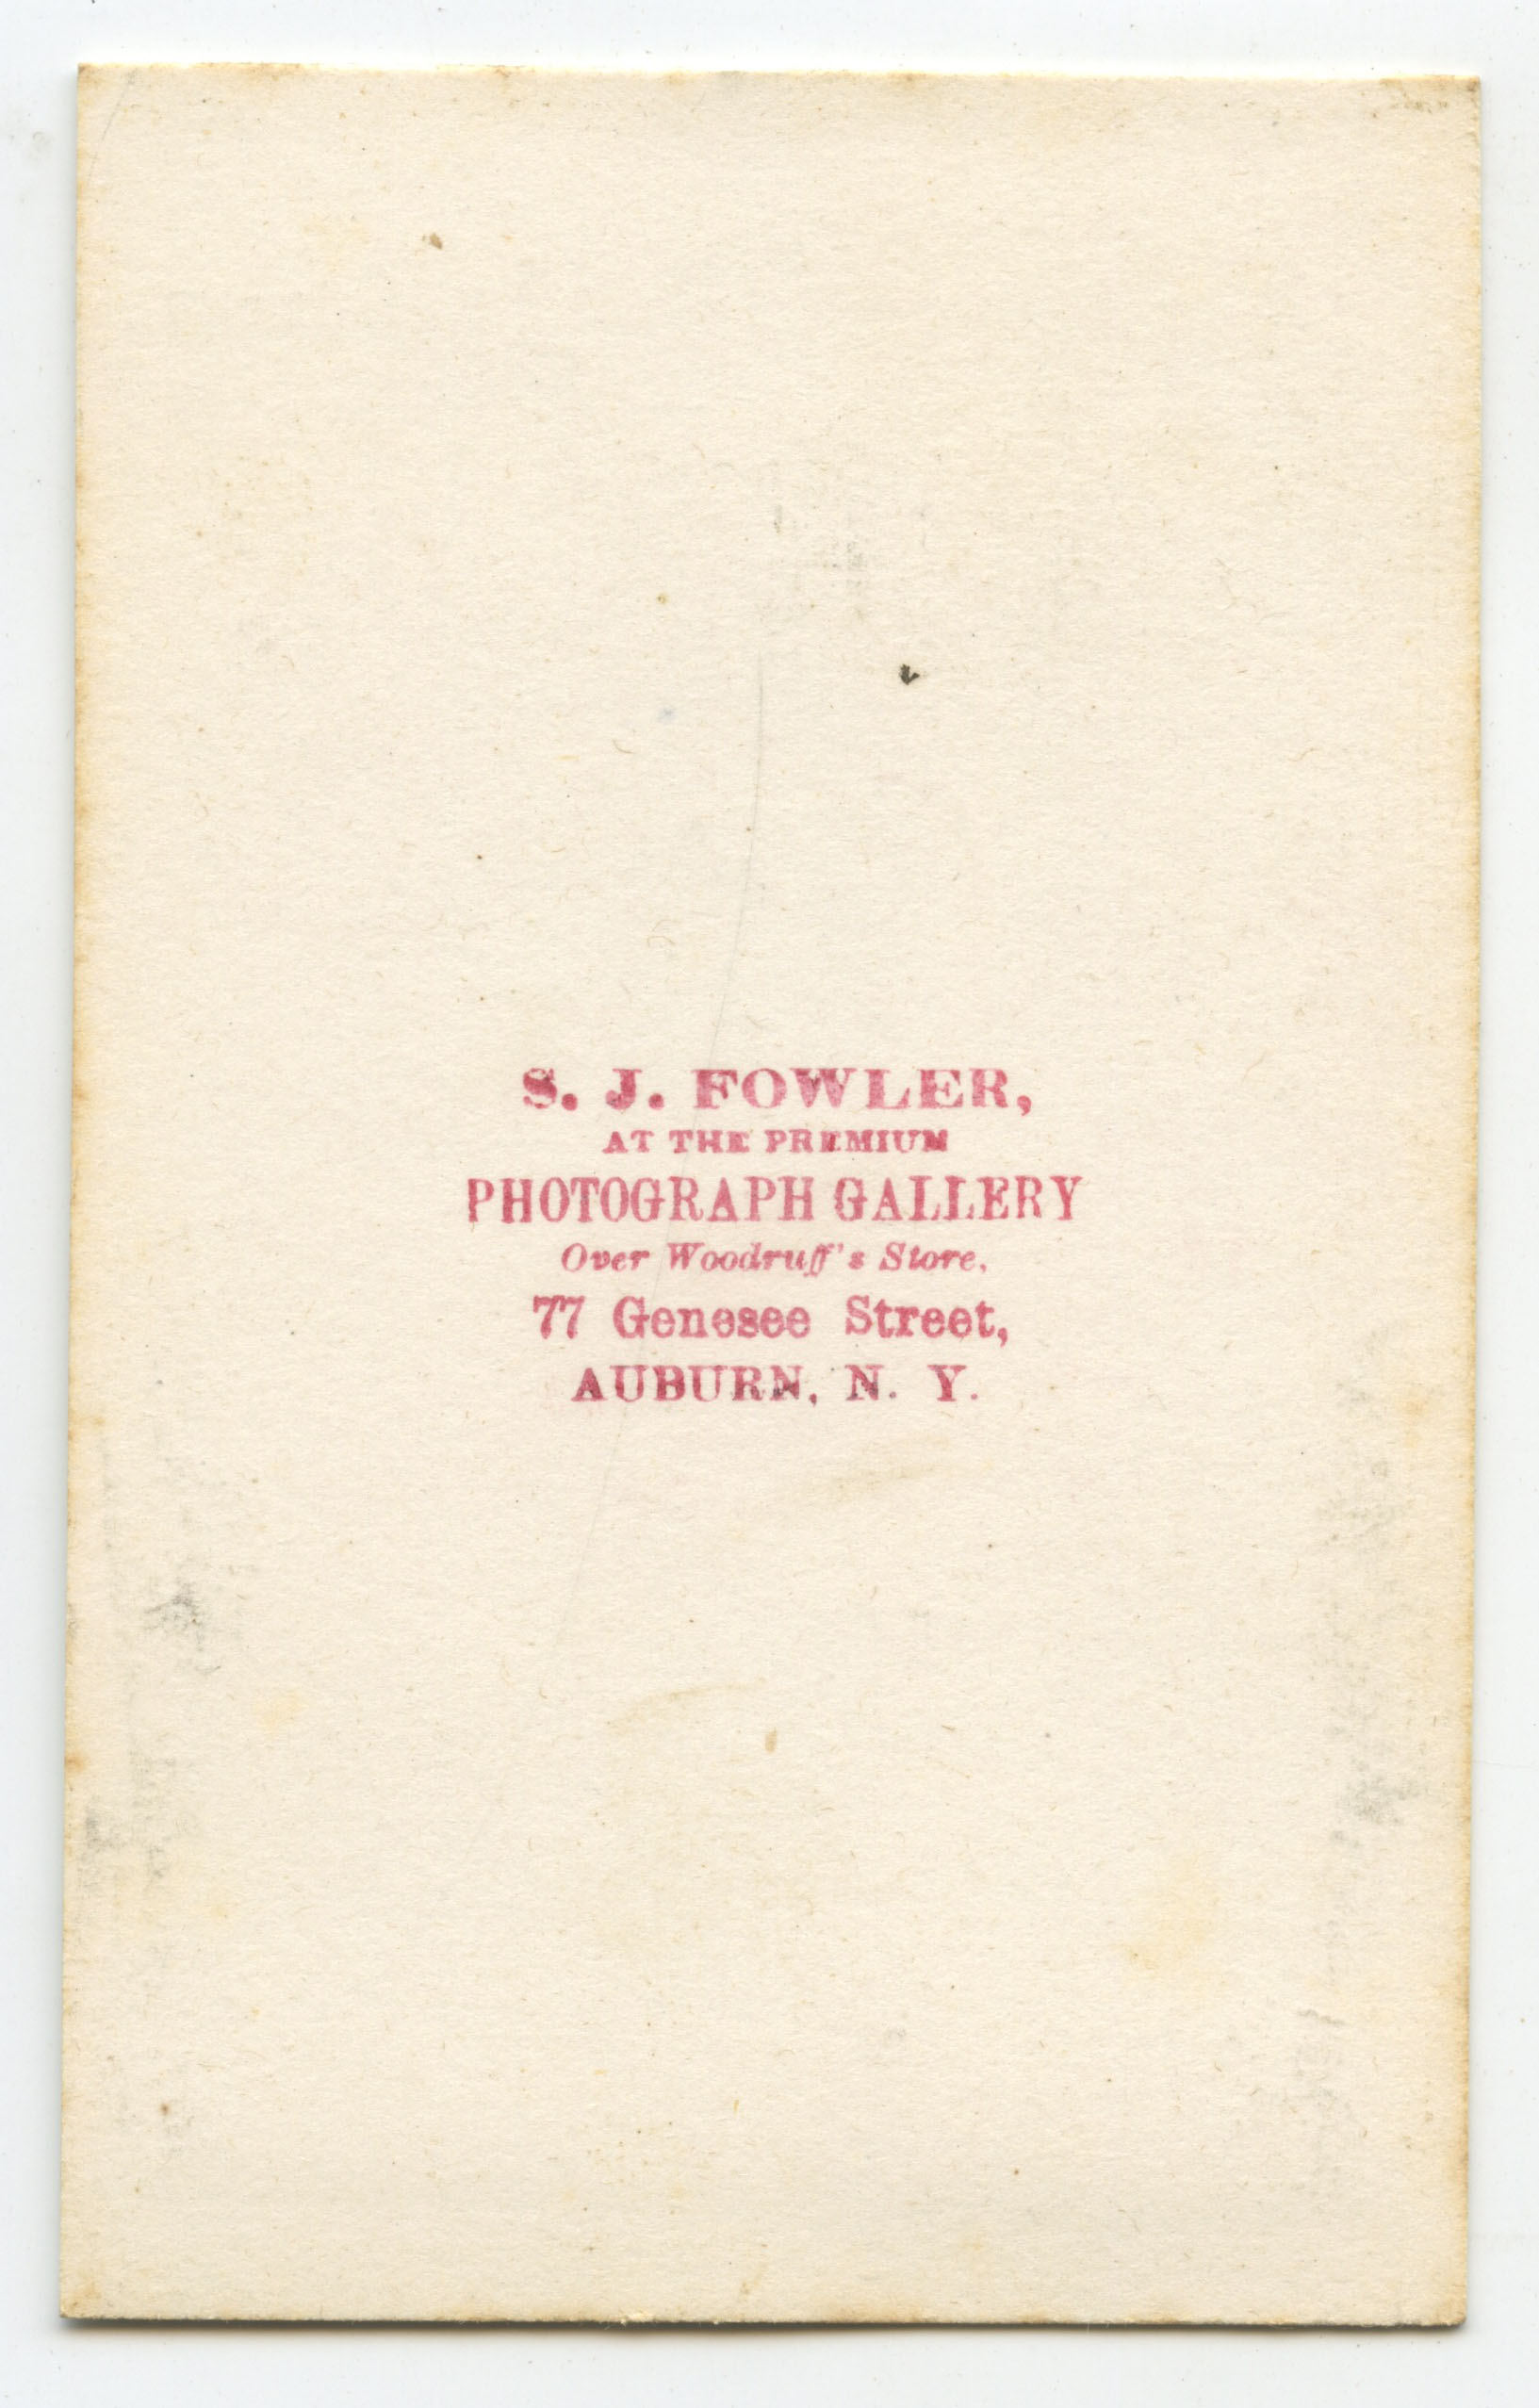 S. J. FOWLER,
AT THE PREMIUM
PHOTOGRAPH GALLERY
Over Woodruff's Store,
77 Genesee Street,
AUBURN, N. Y.